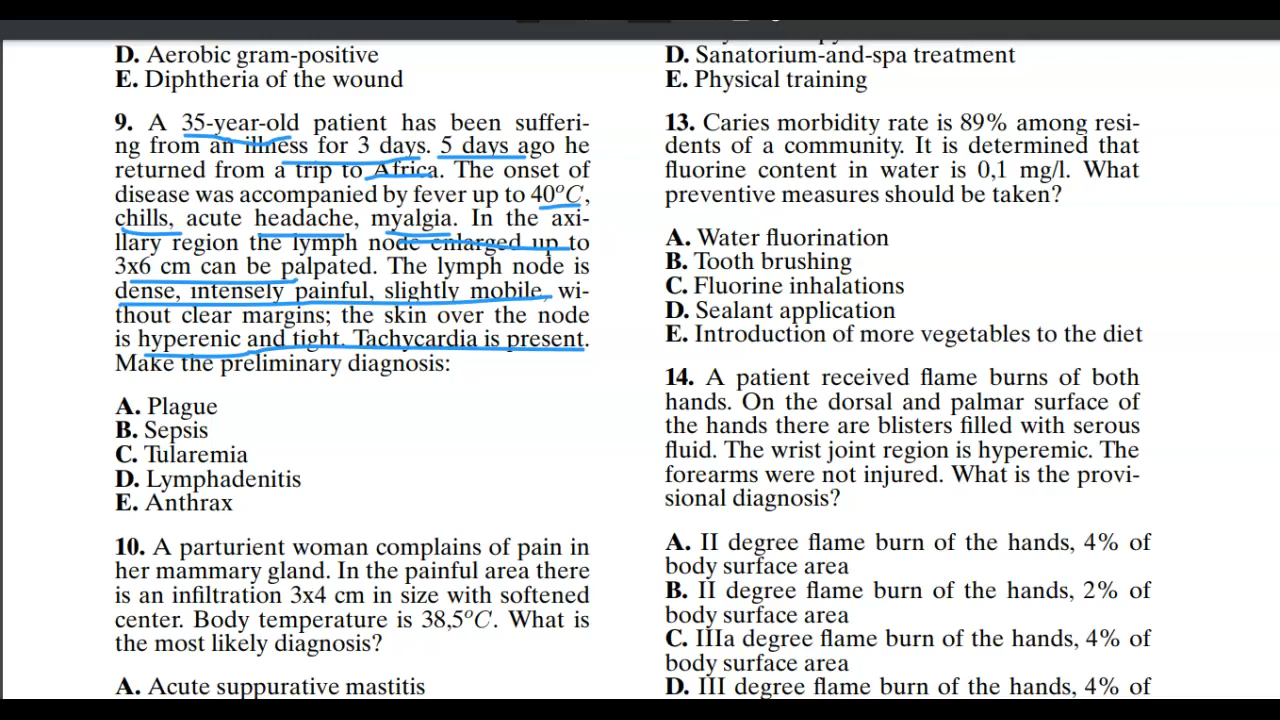 D. Aerobic gram-positive
E. Diphtheria of the wound
9. A 35-year-old patient has been sufferi-
ng from an illness for 3 days. 5 days ago he
returned from a trip to Africa. The onset of
disease was accompanied by fever up to 40°C,
chills, acute headache, myalgia. In the axi-
llary region the lymph node enlarged up to
3x6 cm can be palpated. The lymph node is
dense, intensely painful, slightly mobile, wi-
thout clear margins; the skin over the node
is hyperenic and tight. Tachycardia is present.
Make the preliminary diagnosis:
A. Plague
B. Sepsis
C. Tularemia
D. Lymphadenitis
E. Anthrax
10. A parturient woman complains of pain in
her mammary gland. In the painful area there
is an infiltration 3x4 cm in size with softened
center. Body temperature is 38,5°C. What is
the most likely diagnosis?
A. Acute suppurative mastitis
D. Sanatorium-and-spa treatment
E. Physical training
13. Caries morbidity rate is 89% among resi-
dents of a community. It is determined that
fluorine content in water is 0,1 mg/l. What
preventive measures should be taken?
A. Water fluorination
B. Tooth brushing
C. Fluorine inhalations
D. Sealant application
E. Introduction of more vegetables to the diet
14. A patient received flame burns of both
hands. On the dorsal and palmar surface of
the hands there are blisters filled with serous
fluid. The wrist joint region is hyperemic. The
forearms were not injured. What is the provi-
sional diagnosis?
A. II degree flame burn of the hands, 4% of
body surface area
B. II degree flame burn of the hands, 2% of
body surface area
C. IIIa degree flame burn of the hands, 4% of
body surface area
D. III degree flame burn of the hands, 4% of